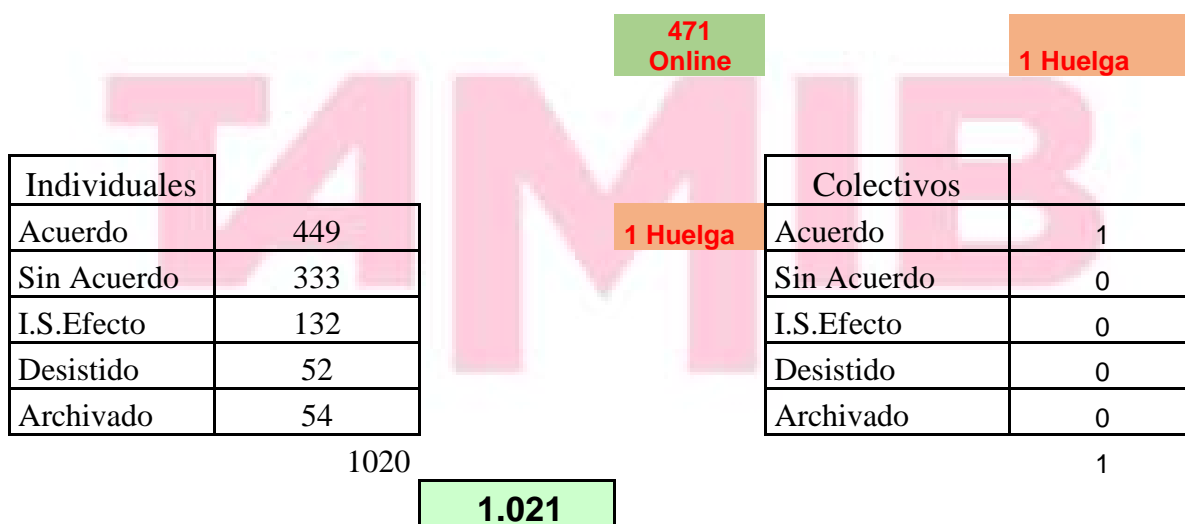 471
Online
1 Huelga
TAMIB
Individuales
Acuerdo 449
Sin Acuerdo 333
I.S.Efecto 132
Desistido 52
Archivado 54
1020
1 Huelga
Colectivos
Acuerdo 1
Sin Acuerdo 0
I.S.Efecto 0
Desistido 0
Archivado 0
1
1.021